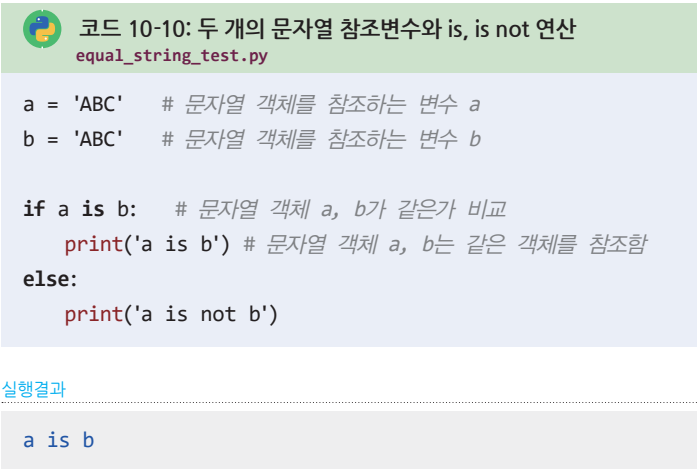 코드 10-10: 두 개의 문자열 참조변수와 is, is not 연산
equal_string_test.py
a = 'ABC'   # 문자열 객체를 참조하는 변수 a
b = 'ABC'   # 문자열 객체를 참조하는 변수 b
if a is b:   # 문자열 객체 a, b가 같은가 비교
    print('a is b') # 문자열 객체 a, b는 같은 객체를 참조함
else:
    print('a is not b')
실행결과
a is b